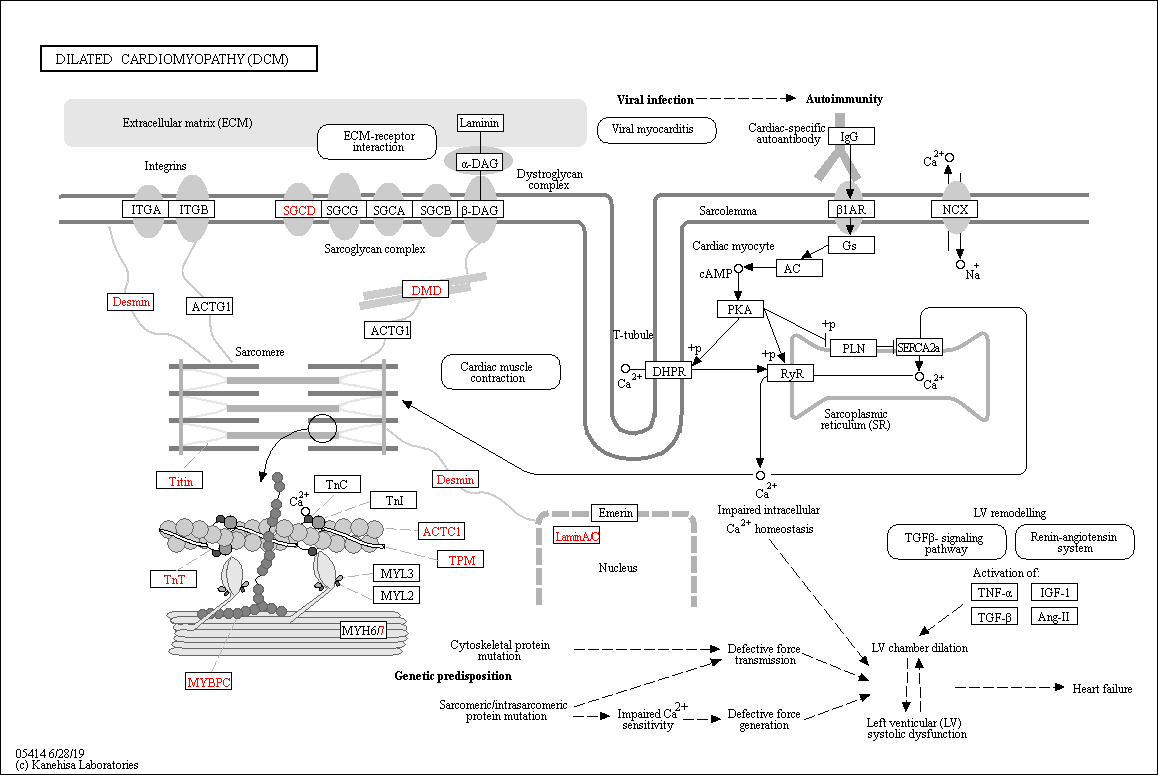 DILATED CARDIOMYOPATHY (DCM)
Viral infection
Autoimmunity
Extracellular matrix (ECM)
ECM-receptor
interaction
Laminin
α-DAG
Viral myocarditis
Cardiac-specific
autoantibody
IgG
Ca2+
Integrins
Dystroglycan
complex
ITGA
ITGB
SGCD
SGCG
SGCA
SGCB
β-DAG
Sarcolemma
β1AR
NCX
Sarcoglycan complex
Cardiac myocyte
Gs
cAMP
AC
Na+
Desmin
ACTG1
DMD
PKA
ACTG1
T-tubule
+p
+p
+p
PLN
SERCA2a
Sarcomere
Cardiac muscle
contraction
Ca2+
DHPR
RyR
Ca2+
Sarcoplasmic
reticulum (SR)
Titin
Desmin
Ca2+
TnC
TnI
Ca2+
Impaired intracellular
Ca2+ homeostasis
Emerin
LaminA/C
Nucleus
LV remodelling
TGFβ- signaling
pathway
Renin-angiotensin
system
ACTC1
TPM
TnT
MYL3
MYL2
MYH6/7
MYBPC
Activation of:
TNF-α
IGF-1
TGF-β
Ang-II
Cytoskeletal protein
mutation
Defective force
transmission
LV chamber dilation
Genetic predisposition
Heart failure
Sarcomeric/intrasarcomeric
protein mutation
Impaired Ca2+
sensitivity
Defective force
generation
Left venticular (LV)
systolic dysfunction
05414 6/28/19
(c) Kanehisa Laboratories